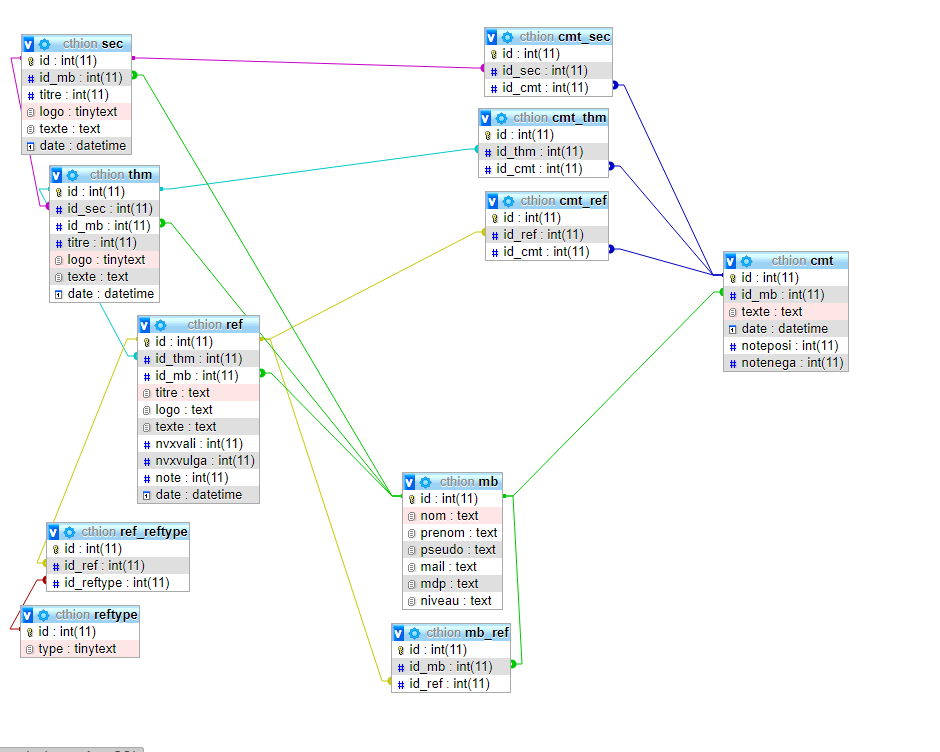 cthion sec
id : int(11)
# id_mb : int(11)
# titre : int(11)
logo : tinytext
texte : text
date : datetime
cthion thm
id : int(11)
# id_sec : int(11)
# id_mb : int(11)
# titre : int(11)
logo : tinytext
texte : text
date : datetime
cthion ref
id : int(11)
# id_thm : int(11)
# id_mb : int(11)
titre : text
logo : text
texte : text
# nvxvali : int(11)
# nvxvulga : int(11)
# note : int(11)
date : datetime
cthion ref_reftype
id : int(11)
# id_ref : int(11)
# id_reftype : int(11)
cthion reftype
id : int(11)
type : tinytext
cthion cmt_sec
id : int(11)
# id_sec : int(11)
# id_cmt : int(11)
cthion cmt_thm
id : int(11)
# id_thm : int(11)
# id_cmt : int(11)
cthion cmt_ref
id : int(11)
# id_ref : int(11)
# id_cmt : int(11)
cthion cmt
id : int(11)
# id_mb : int(11)
texte : text
date : datetime
# noteposi : int(11)
# notenega : int(11)
cthion mb
id : int(11)
nom : text
prenom : text
pseudo : text
mail : text
mdp : text
niveau : text
cthion mb_ref
id : int(11)
# id_mb : int(11)
# id_ref : int(11)